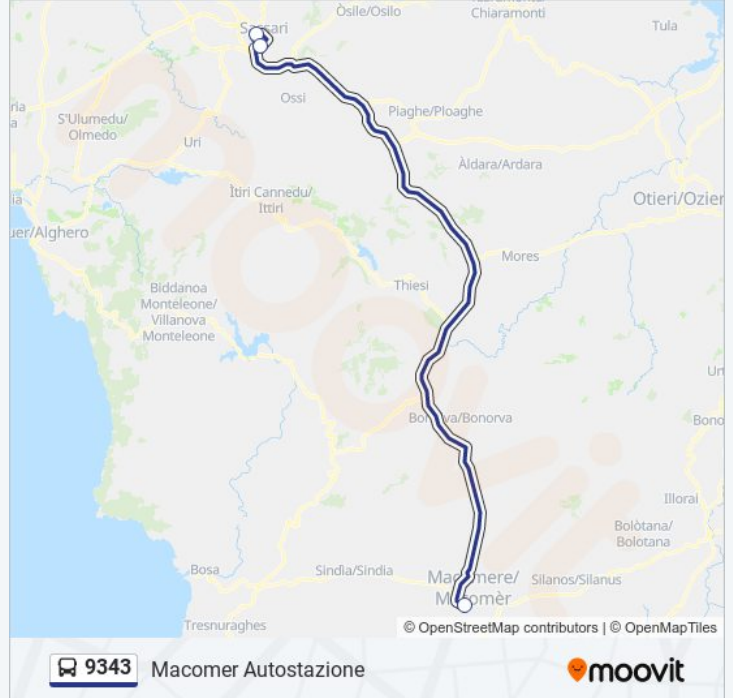 Òsile/Osilo
Chiaramonti
Sassari
Tula
Ossi
Piaghe/Ploaghe
S'Ulumedu/
Olmedo
Uri
Àldara/Ardara
Ìtiri Cannedu/
Ittiri
Otieri/Ozier
uer/Alghero
Mores
Thiesi
Biddanoa
Monteleone/
Villanova
Monteleone
Bono
Illorai
Bolòtana/
Bolotana
Bosa
Sindia/Sindia
Silanos/Silanus
Tresnuraghes
© OpenStreetMap contributors | © OpenMapTiles
9343 Macomer Autostazione
moovit